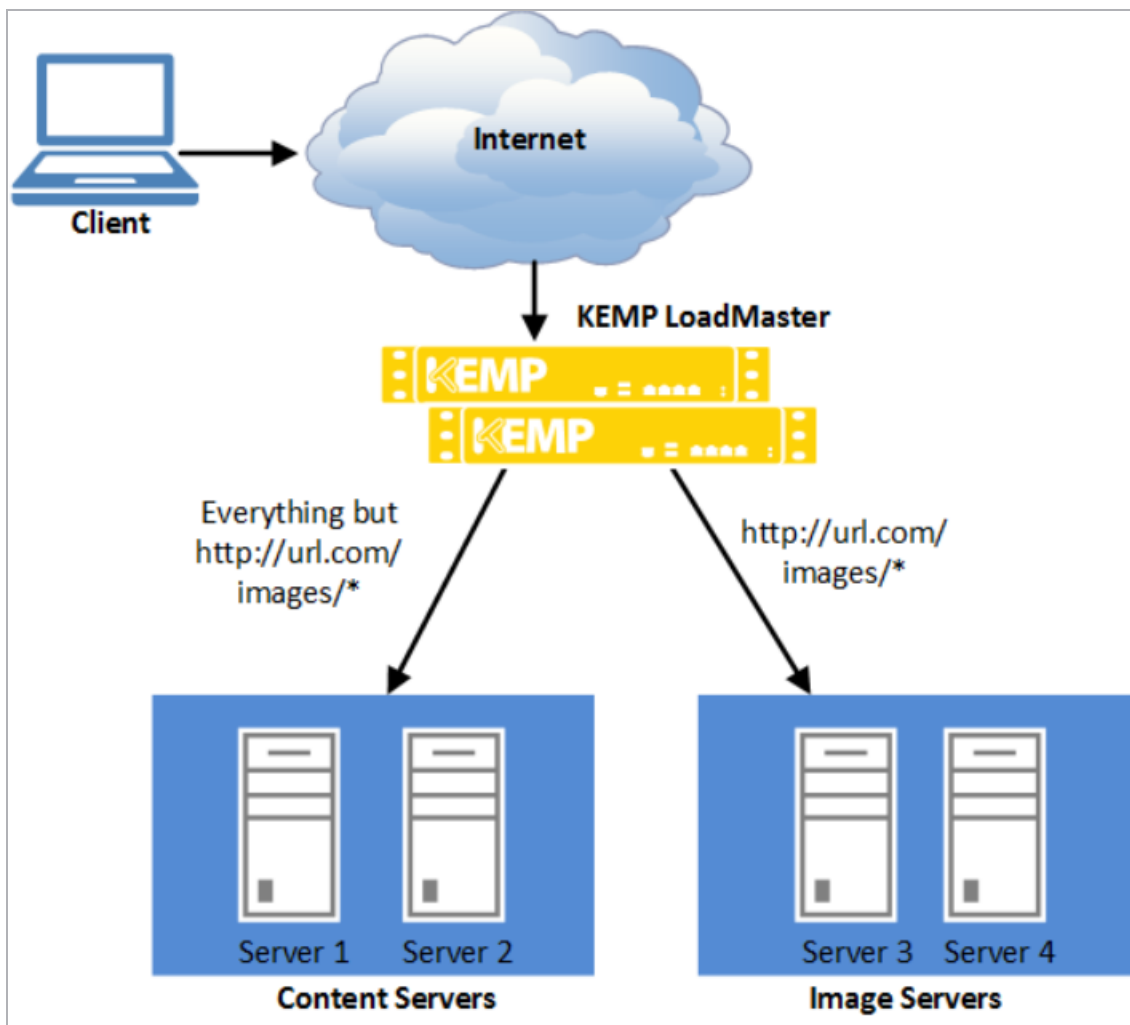 Internet
Client
KEMP LoadMaster
KEMP
KEMP
Everything but
http://url.com/
images/*
http://url.com/
images/*
Server 1
Server 2
Content Servers
Server 3
Server 4
Image Servers